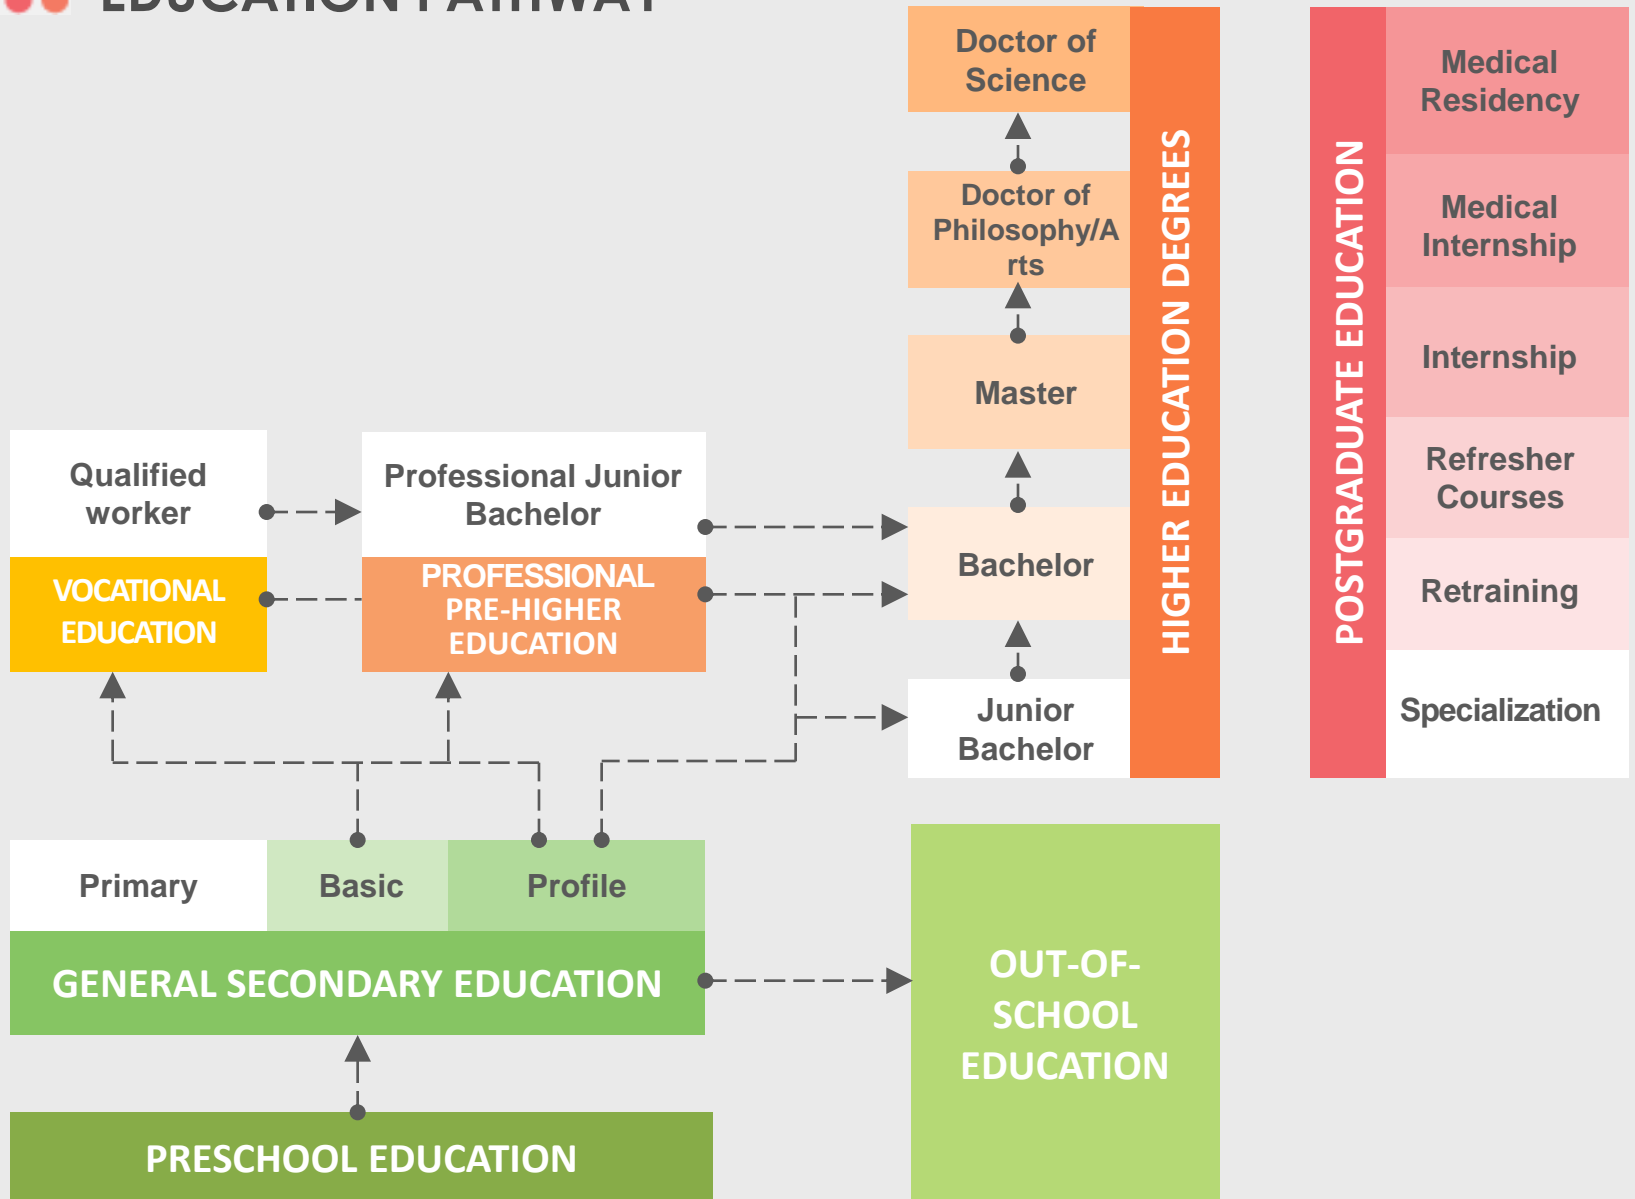 EDUCATION PATHWAY
Doctor of
Science
Doctor of
Philosophy/A
rts
Master
Bachelor
Junior
Bachelor
HIGHER EDUCATION DEGREES
POSTGRADUATE EDUCATION
Medical
Residency
Medical
Internship
Internship
Refresher
Courses
Retraining
Specialization
Qualified
worker
VOCATIONAL
EDUCATION
Professional Junior
Bachelor
PROFESSIONAL
PRE-HIGHER
EDUCATION
Primary
Basic
Profile
GENERAL SECONDARY EDUCATION
OUT-OF-
SCHOOL
EDUCATION
PRESCHOOL EDUCATION